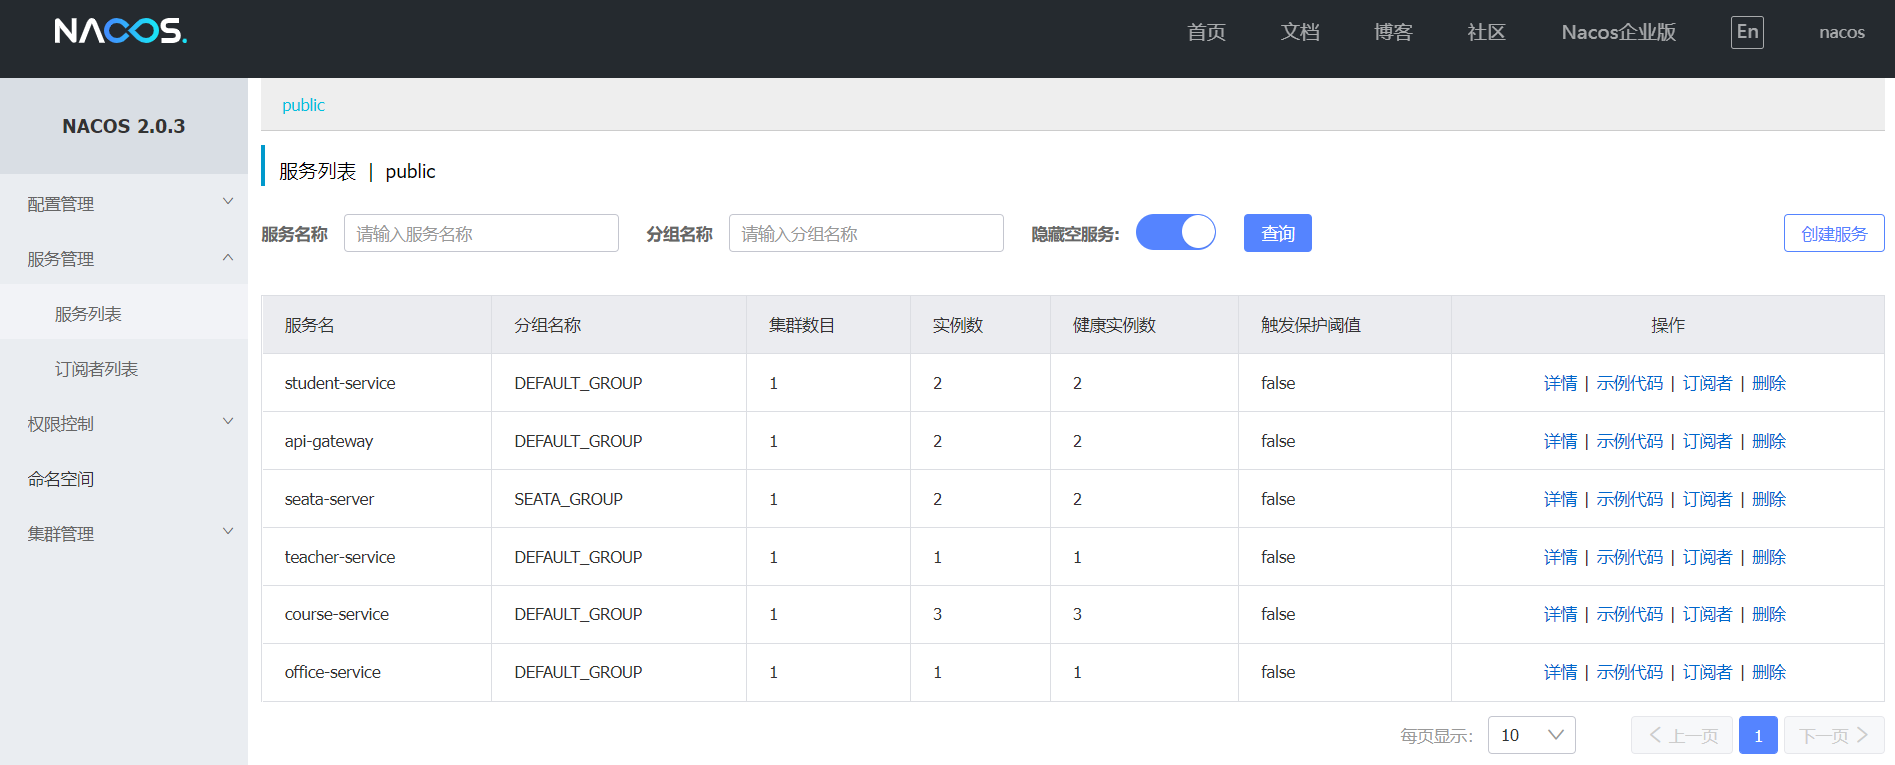 NACOS.
首页 文档 博客 社区 Nacos企业版 En nacos
NACOS 2.0.3
配置管理
服务管理
服务列表
订阅者列表
权限控制
命名空间
集群管理
public
服务列表 | public
服务名称 请输入服务名称 分组名称 请输入分组名称 隐藏空服务: 查询 创建服务
服务名 分组名称 集群数目 实例数 健康实例数 触发保护阈值 操作
student-service DEFAULT_GROUP 1 2 2 false 详情 | 示例代码 | 订阅者 | 删除
api-gateway DEFAULT_GROUP 1 2 2 false 详情 | 示例代码 | 订阅者 | 删除
seata-server SEATA_GROUP 1 2 2 false 详情 | 示例代码 | 订阅者 | 删除
teacher-service DEFAULT_GROUP 1 1 1 false 详情 | 示例代码 | 订阅者 | 删除
course-service DEFAULT_GROUP 1 3 3 false 详情 | 示例代码 | 订阅者 | 删除
office-service DEFAULT_GROUP 1 1 1 false 详情 | 示例代码 | 订阅者 | 删除
每页显示: 10 上一页 1 下一页